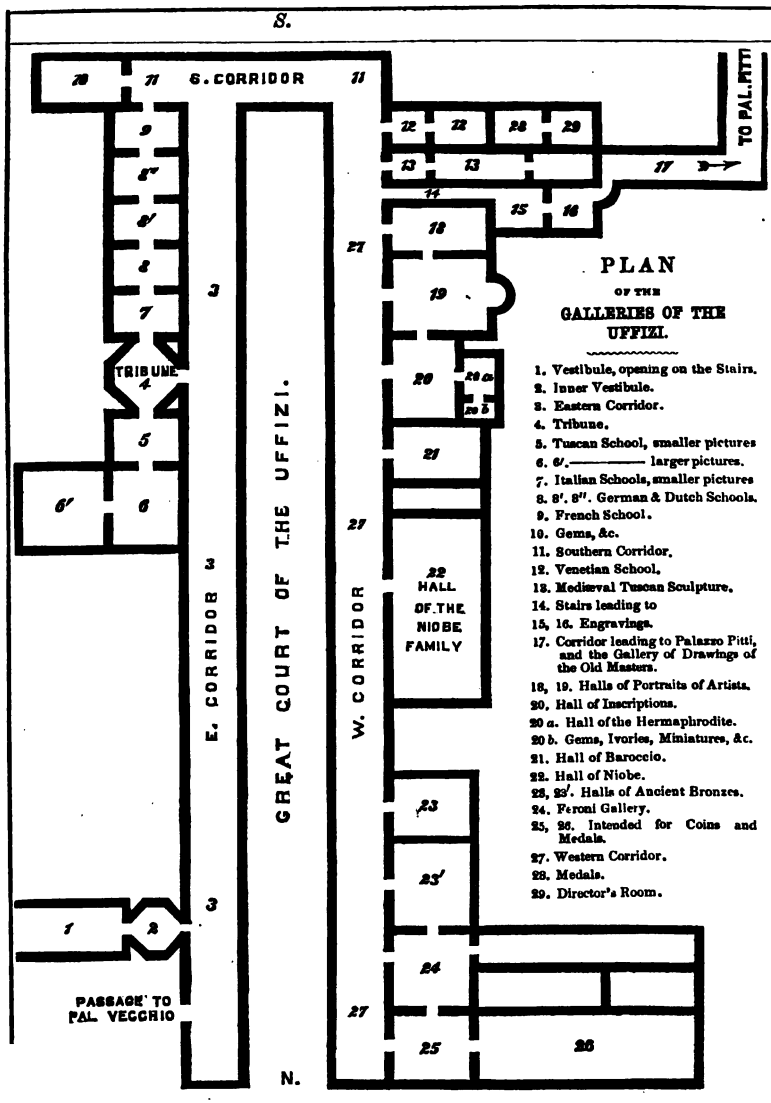 S.
10 11 S. CORRIDOR 11
TO PAL. PITTI
9 12 12 28 29
8'' 13 13 17
14
8' 15 16
18
27
8
3
19
7
TRIBUNE
4
20 20 a
20 b
5
21
6' 6
27
3
22
HALL
OF THE
NIOBE
FAMILY
E. CORRIDOR
GREAT COURT OF THE UFFIZI.
W. CORRIDOR
23
23'
3
1 2
24
PASSAGE TO
PAL VECCHIO
27
25 26
N.
PLAN
OF THE
GALLERIES OF THE
UFFIZI.
1. Vestibule, opening on the Stairs.
2. Inner Vestibule.
3. Eastern Corridor.
4. Tribune.
5. Tuscan School, smaller pictures
6. 6'.——— larger pictures.
7. Italian Schools, smaller pictures
8. 8'. 8''. German & Dutch Schools.
9. French School.
10. Gems, &c.
11. Southern Corridor.
12. Venetian School.
13. Mediæval Tuscan Sculpture.
14. Stairs leading to
15, 16. Engravings.
17. Corridor leading to Palazzo Pitti,
and the Gallery of Drawings of
the Old Masters.
18, 19. Halls of Portraits of Artists.
20. Hall of Inscriptions.
20 a. Hall of the Hermaphrodite.
20 b. Gems, Ivories, Miniatures, &c.
21. Hall of Baroccio.
22. Hall of Niobe.
23, 23'. Halls of Ancient Bronzes.
24. Feroni Gallery.
25, 26. Intended for Coins and
Medals.
27. Western Corridor.
28. Medals.
29. Director's Room.